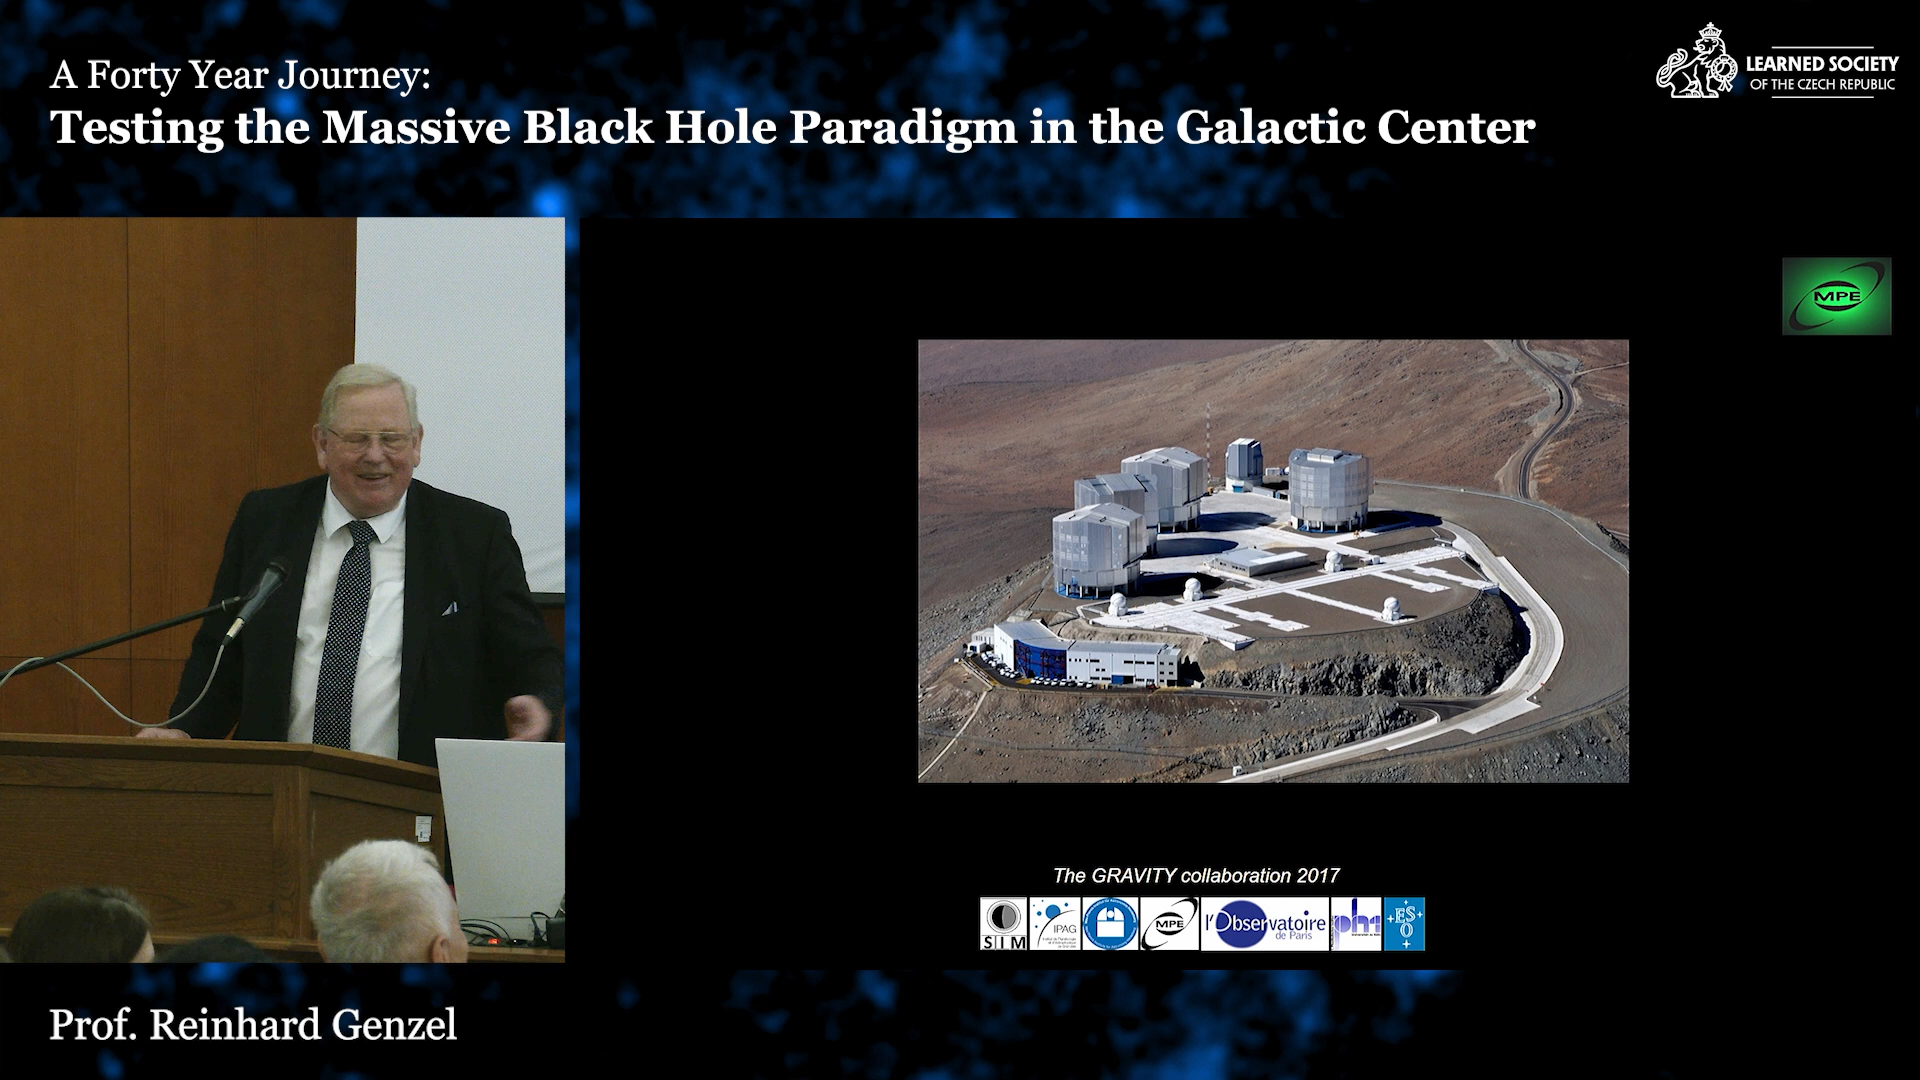 A Forty Year Journey:
Testing the Massive Black Hole Paradigm in the Galactic Center
LEARNED SOCIETY
OF THE CZECH REPUBLIC
MPE
The GRAVITY collaboration 2017
SIM
IPAG
MPE
l'Observatoire
de Paris
ph1
ESO
Prof. Reinhard Genzel